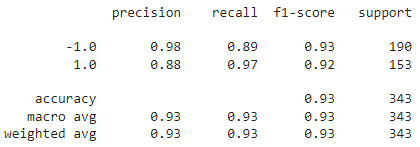 precision recall f1-score support
-1.0 0.98 0.89 0.93 190
1.0 0.88 0.97 0.92 153
accuracy 0.93 343
macro avg 0.93 0.93 0.93 343
weighted avg 0.93 0.93 0.93 343